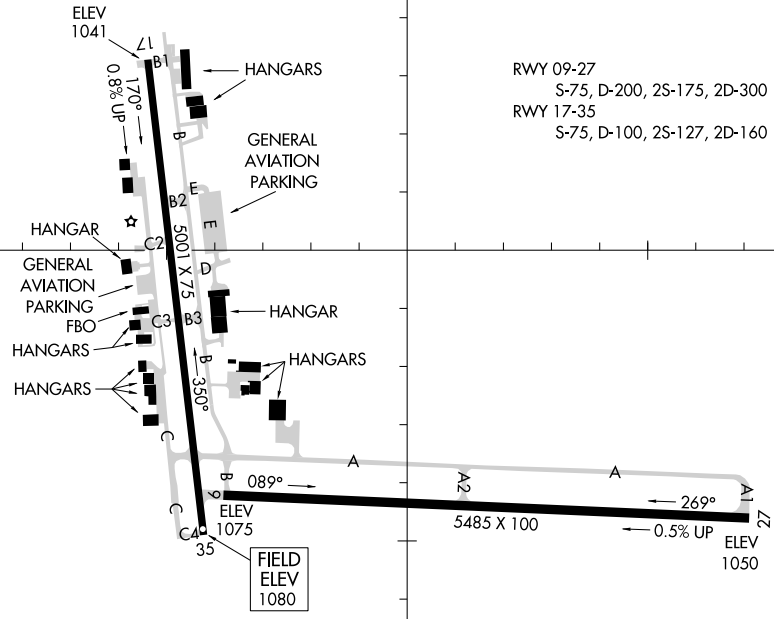 ELEV
1041
17
B1
HANGARS
RWY 09-27
S-75, D-200, 2S-175, 2D-300
RWY 17-35
S-75, D-100, 2S-127, 2D-160
170°
0.8% UP
B
GENERAL
AVIATION
PARKING
E
B2
E
HANGAR
C2
5001 X 75
D
GENERAL
AVIATION
PARKING
FBO
C3
B3
HANGAR
HANGARS
B
HANGARS
HANGARS
350°
C
A
A
B
089°
A2
A1
9
269°
27
C
ELEV
1075
5485 X 100
0.5% UP
C4
35
ELEV
1050
FIELD
ELEV
1080